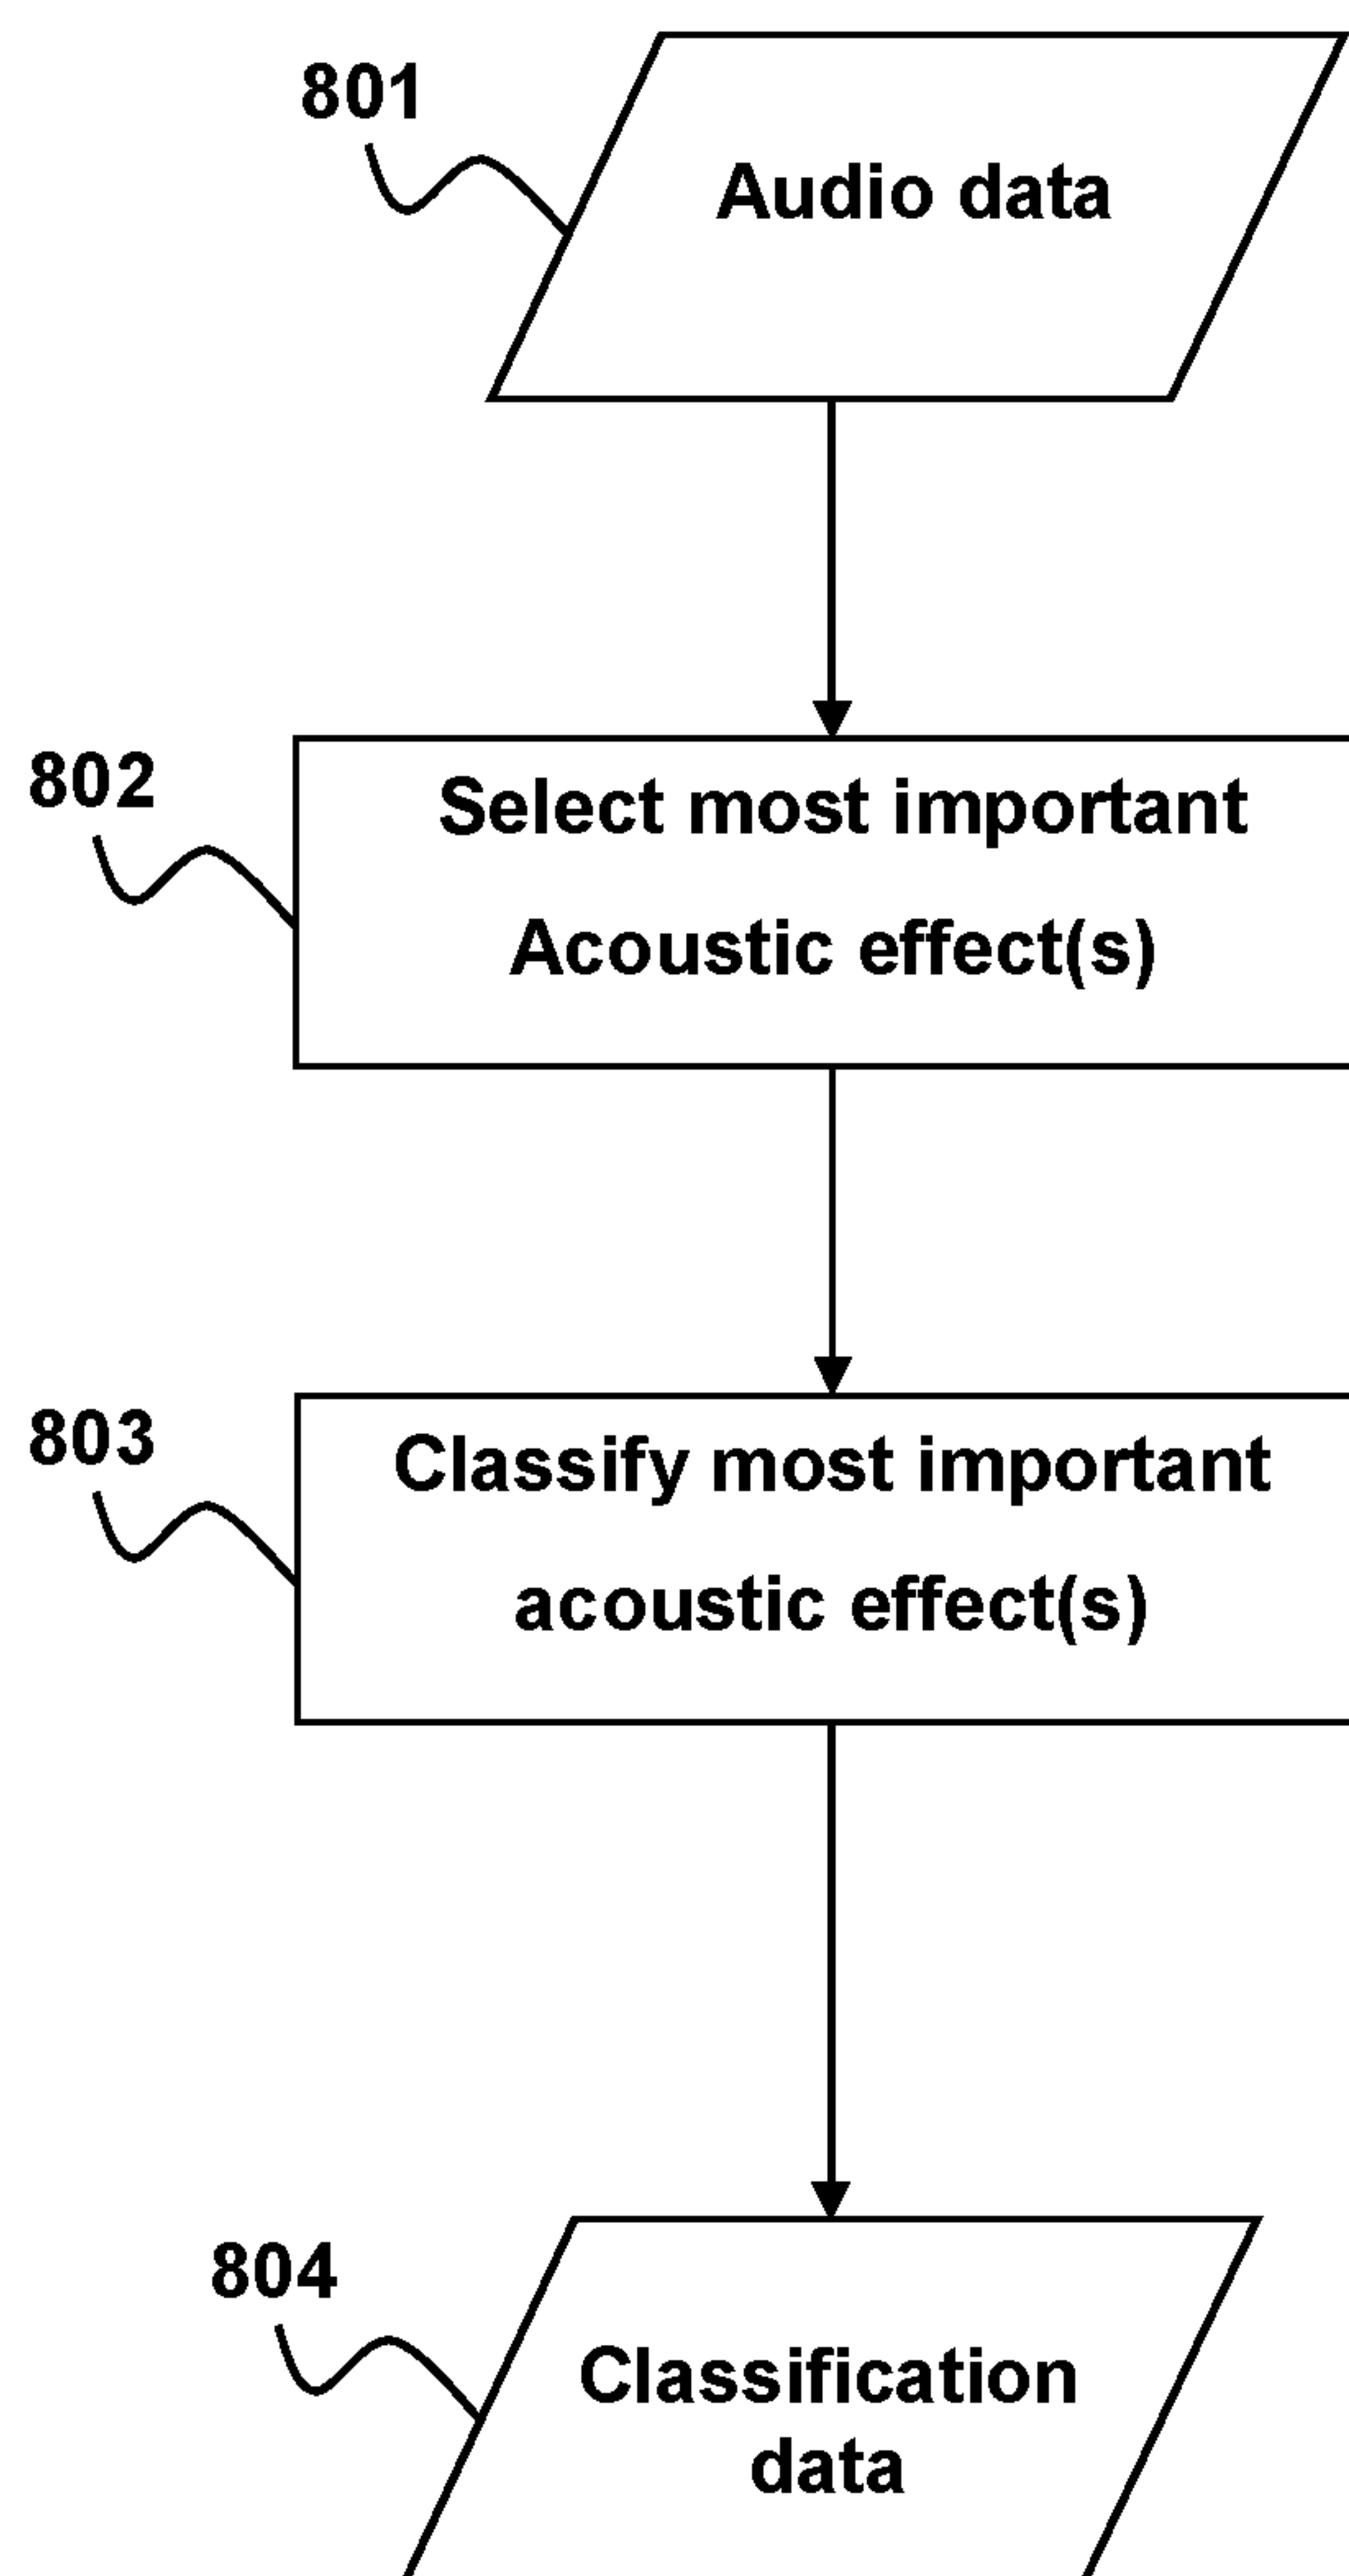 801
Audio data
802
Select most important
Acoustic effect(s)
803
Classify most important
acoustic effect(s)
804
Classification
data